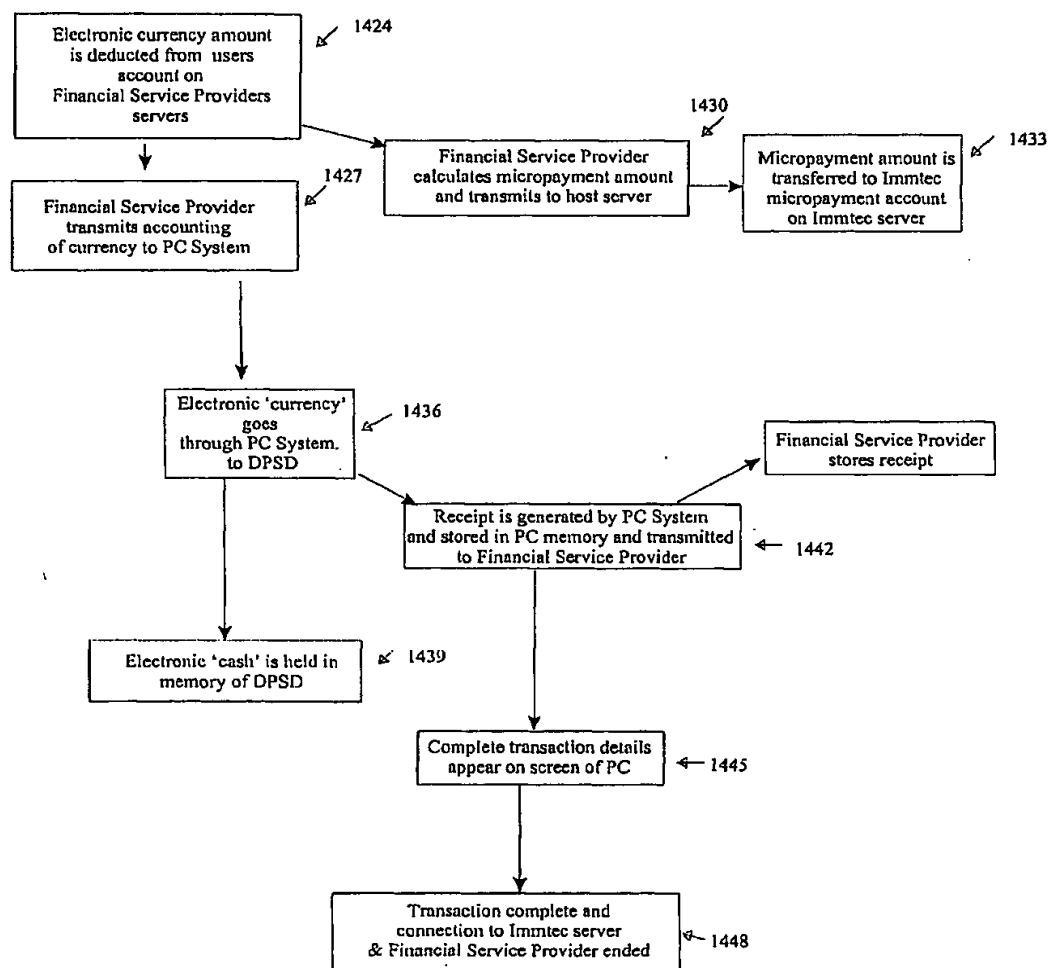 Electronic currency amount
is deducted from users
account on
Financial Service Providers
servers
1424
1430
Financial Service Provider
calculates micropayment amount
and transmits to host server
1433
Micropayment amount is
transferred to Immtec
micropayment account
on Immtec server
1427
Financial Service Provider
transmits accounting
of currency to PC System
Electronic 'currency'
goes
through PC System.
to DPSD
1436
Financial Service Provider
stores receipt
Receipt is generated by PC System
and stored in PC memory and transmitted
to Financial Service Provider
1442
Electronic 'cash' is held in
memory of DPSD
1439
Complete transaction details
appear on screen of PC
1445
Transaction complete and
connection to Immtec server
& Financial Service Provider ended
1448